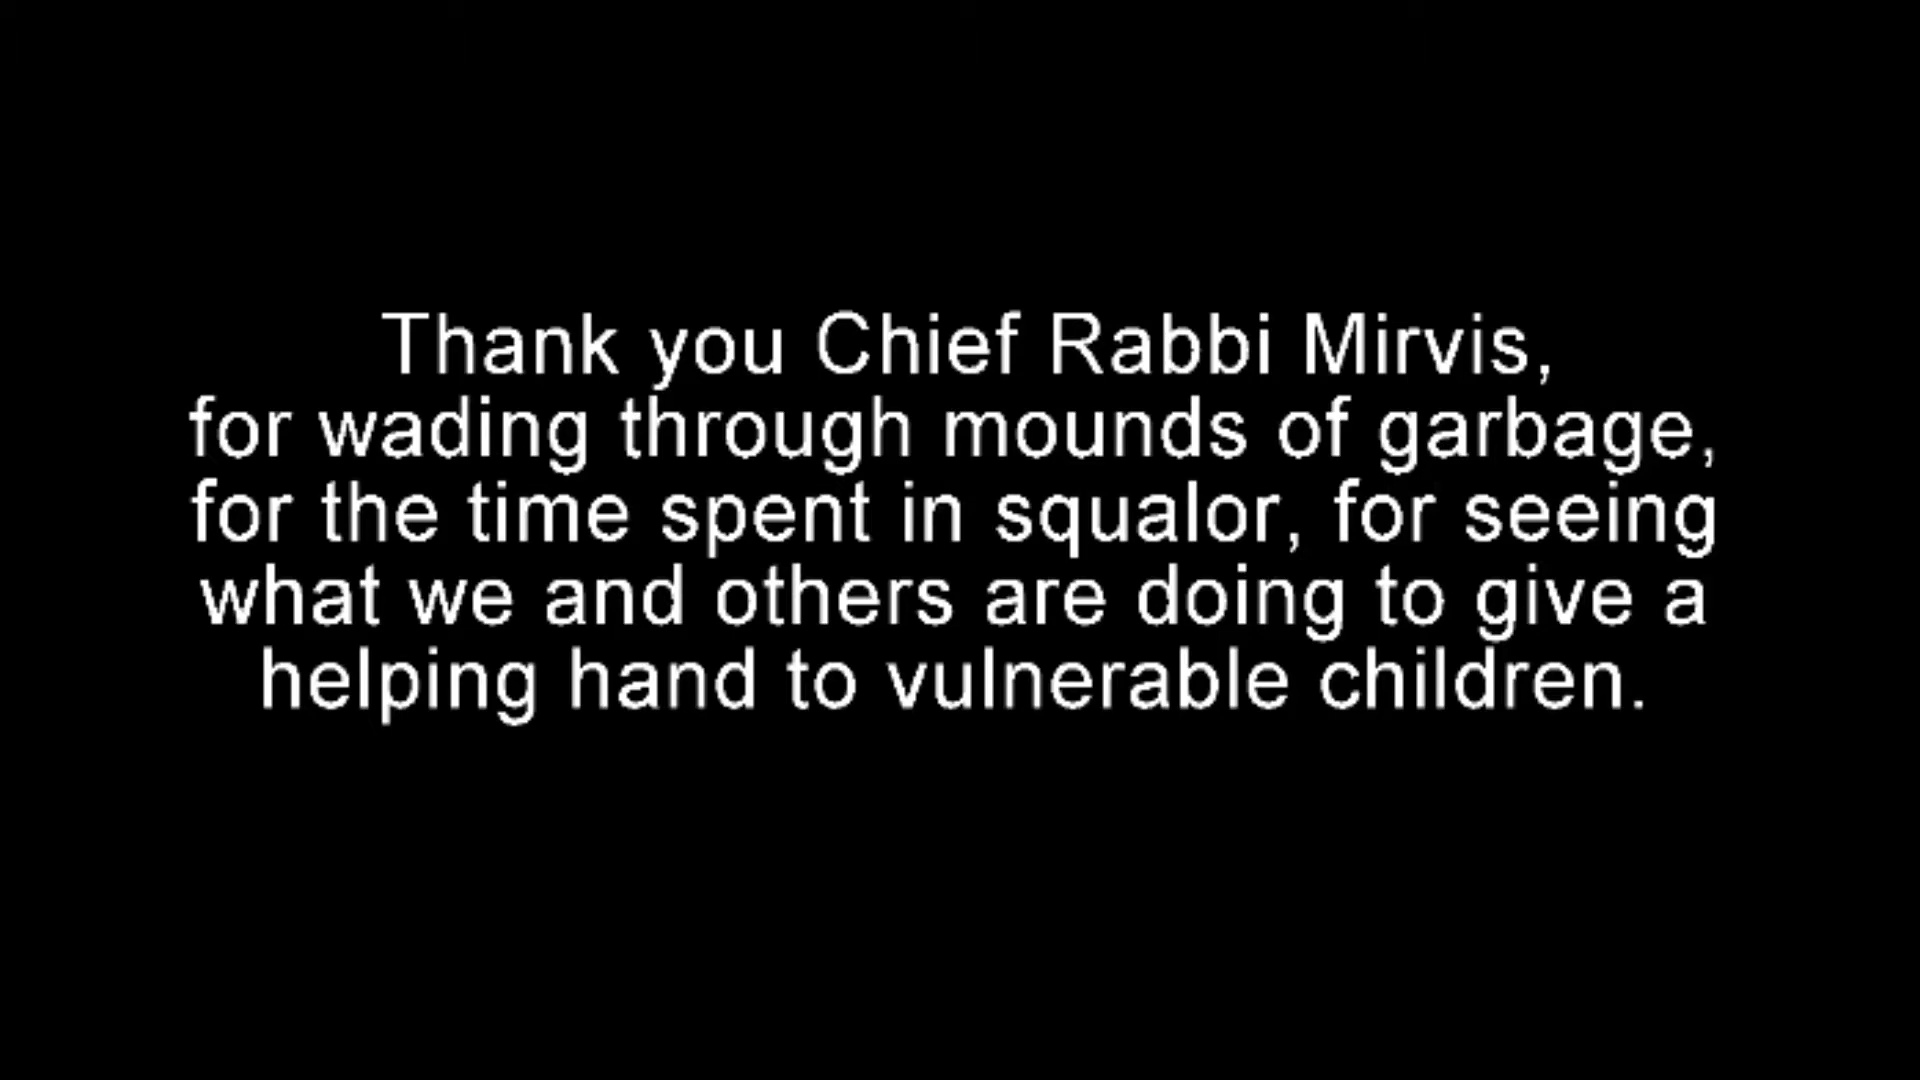 Thank you Chief Rabbi Mirvis,
for wading through mounds of garbage,
for the time spent in squalor, for seeing
what we and others are doing to give a
helping hand to vulnerable children.